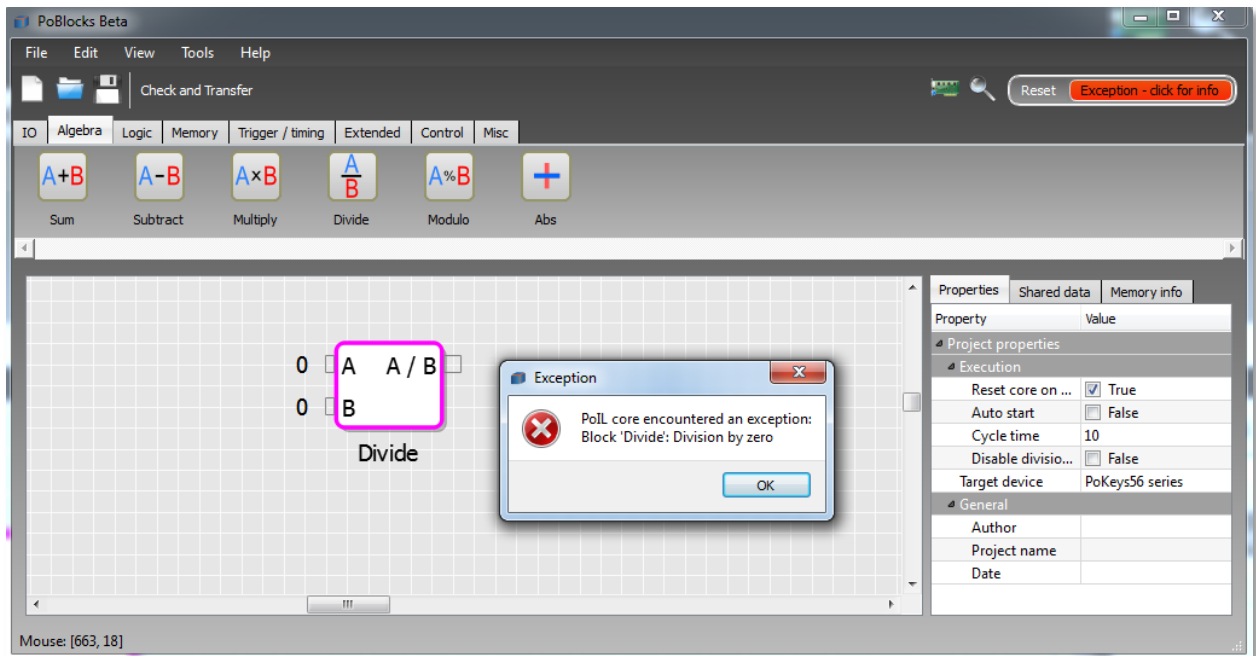 PoBlocks Beta
File Edit View Tools Help
Check and Transfer Reset Exception - click for info
IO Algebra Logic Memory Trigger / timing Extended Control Misc
A+B A-B A×B A/B A%B
Sum Subtract Multiply Divide Modulo Abs
Properties Shared data Memory info
Property Value
Project properties
Execution
Reset core on ... True
Auto start False
Cycle time 10
Disable divisio... False
Target device PoKeys56 series
General
Author
Project name
Date
0 A A / B
0 B
Divide
Exception
PoIL core encountered an exception:
Block 'Divide': Division by zero
OK
Mouse: [663, 18]